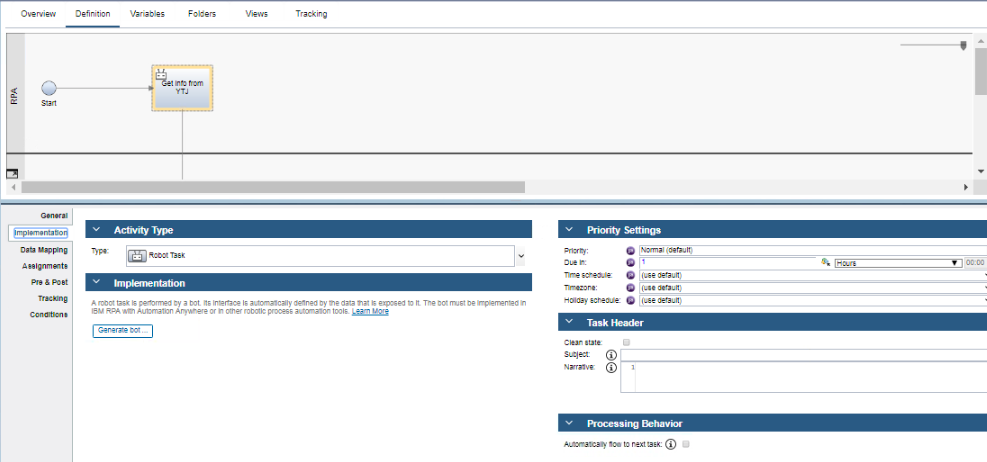 Overview Definition Variables Folders Views Tracking
RPA
Start
Get info from
YTJ
General
Implementation
Data Mapping
Assignments
Pre & Post
Tracking
Conditions
Activity Type
Type: Robot Task
Implementation
A robot task is performed by a bot. Its interface is automatically defined by the data that is exposed to it. The bot must be implemented in
IBM RPA with Automation Anywhere or in other robotic process automation tools. Learn More
Generate bot ...
Priority Settings
Priority: Normal (default)
Due in: 1 Hours 00:00
Time schedule: (use default)
Timezone: (use default)
Holiday schedule: (use default)
Task Header
Clean state:
Subject:
Narrative: 1
Processing Behavior
Automatically flow to next task: